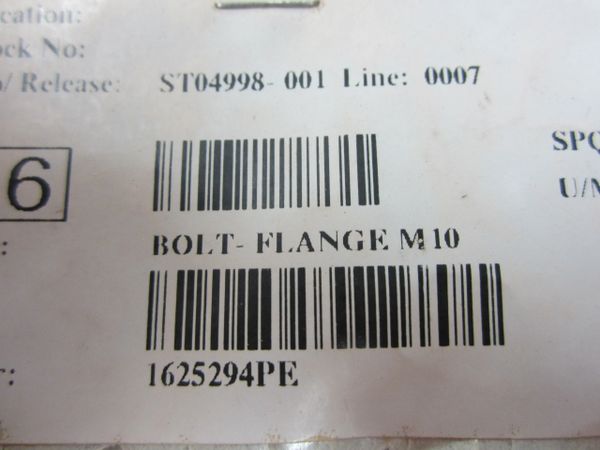 cation:
ock No:
o/ Release: ST04998- 001 Line: 0007
SPQ
6
U/M
: BOLT- FLANGE M10
r: 1625294PE